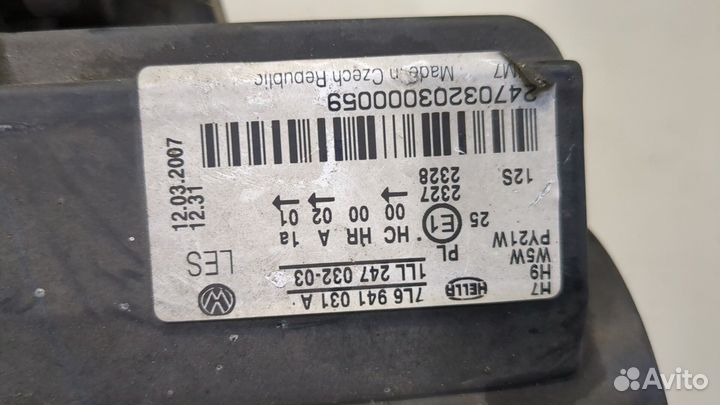 HELLA
7L6 941 031 A
1LL 247 032-03
H7
H9
W5W
PY21W
PL
E1
25
HC HR A 1a
00 00 02 01
2327
2328
12S
LES
12.03.2007
12.31
2470320300059
Made in Czech Republic
M7
Avito